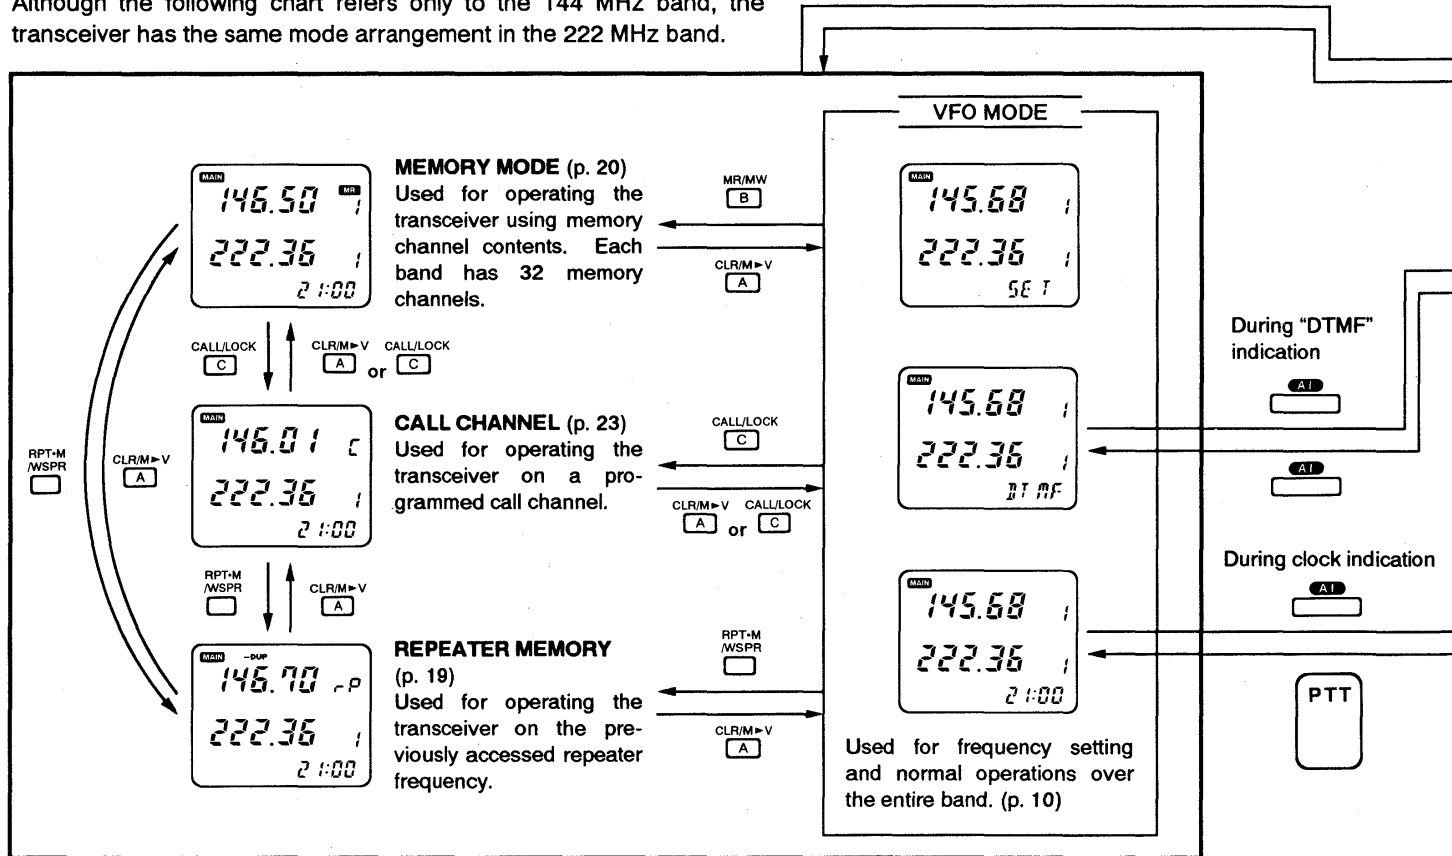 Although the following chart refers only to the 144 MHz band, the
transceiver has the same mode arrangement in the 222 MHz band.
VFO MODE
MAIN
146.50 MR 1
222.36 1
21:00
MEMORY MODE (p. 20)
Used for operating the
transceiver using memory
channel contents. Each
band has 32 memory
channels.
MR/MW
B
CLR/M►V
A
MAIN
145.68 1
222.36 1
SET
CALL/LOCK
C
CLR/M►V CALL/LOCK
A or C
MAIN
146.01 C
222.36 1
21:00
CALL CHANNEL (p. 23)
Used for operating the
transceiver on a pro-
grammed call channel.
CALL/LOCK
C
CLR/M►V CALL/LOCK
A or C
MAIN
145.68 1
222.36 1
DTMF
During “DTMF”
indication
AI
AI
RPT•M
/WSPR
CLR/M►V
A
RPT•M
/WSPR
CLR/M►V
A
MAIN -DUP
146.70 rP
222.36 1
21:00
REPEATER MEMORY
(p. 19)
Used for operating the
transceiver on the pre-
viously accessed repeater
frequency.
RPT•M
/WSPR
CLR/M►V
A
MAIN
145.68 1
222.36 1
21:00
Used for frequency setting
and normal operations over
the entire band. (p. 10)
During clock indication
AI
PTT